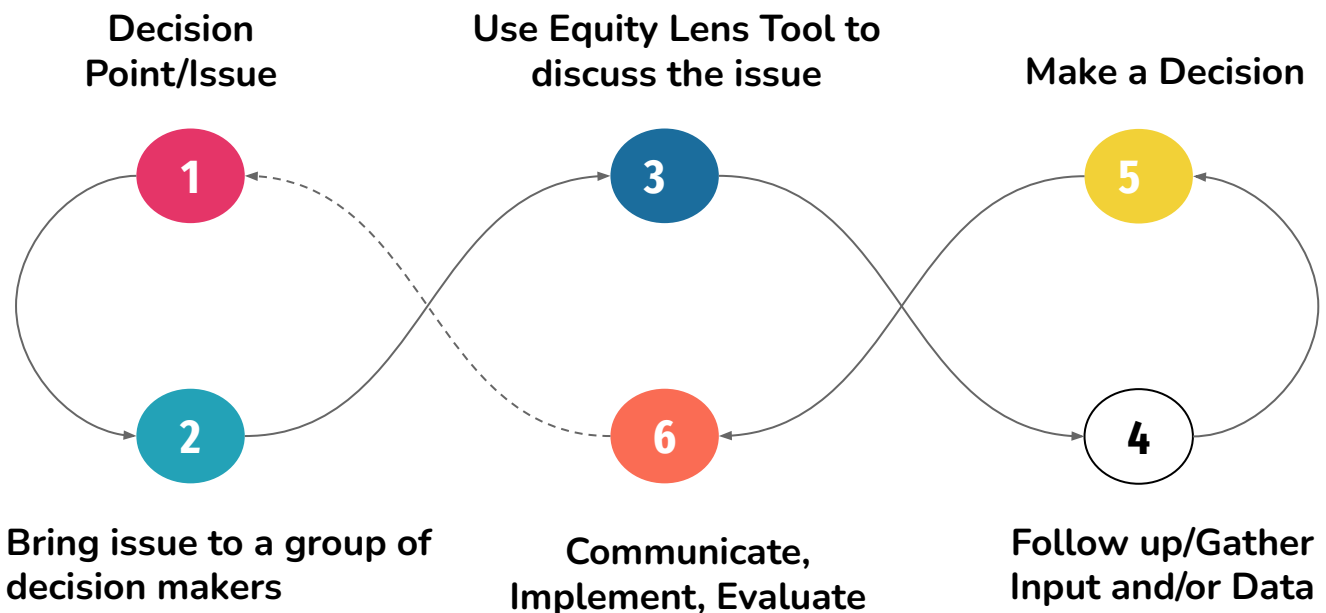 Decision
Point/Issue
Use Equity Lens Tool to
discuss the issue
Make a Decision
1
3
5
2
6
4
Bring issue to a group of
decision makers
Communicate,
Implement, Evaluate
Follow up/Gather
Input and/or Data